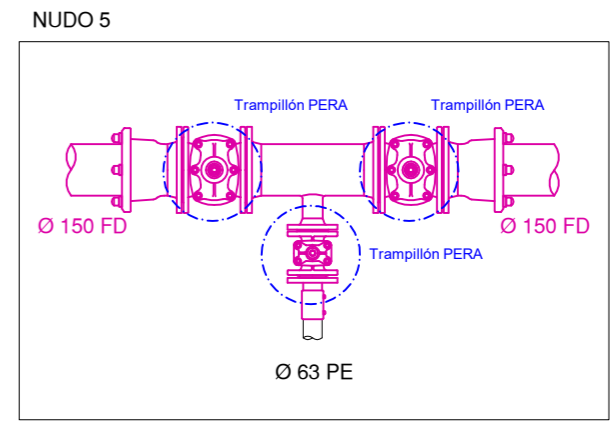 NUDO 5
Trampillón PERA
Trampillón PERA
Ø 150 FD
Ø 150 FD
Trampillón PERA
Ø 63 PE